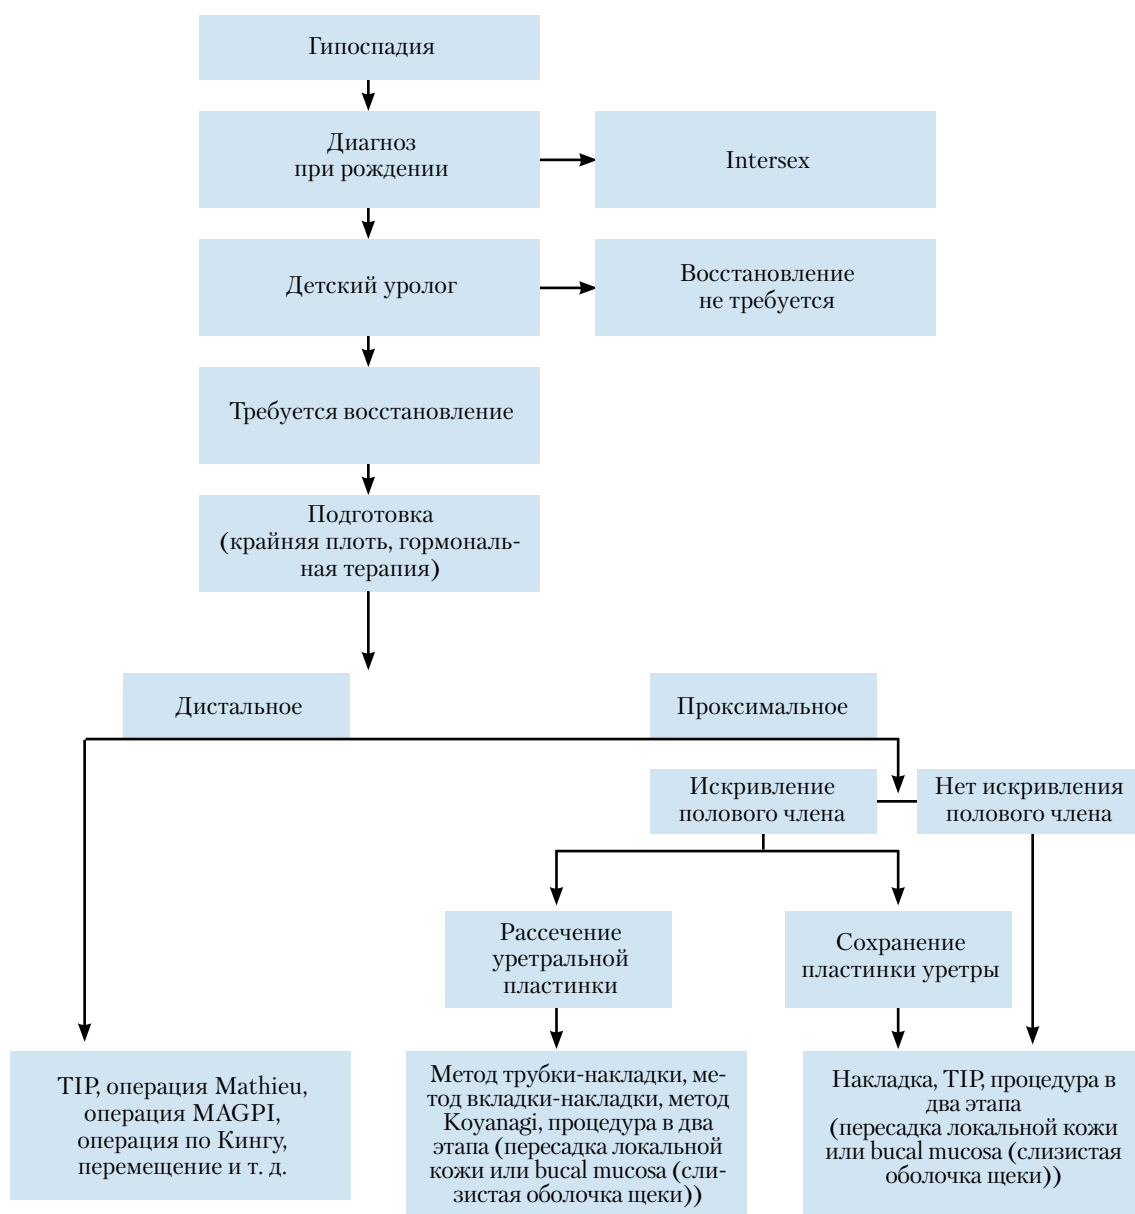 Гипоспадия
Диагноз
при рождении
Intersex
Детский уролог
Восстановление
не требуется
Требуется восстановление
Подготовка
(крайняя плоть, гормональ-
ная терапия)
Дистальное
Проксимальное
Искривление
полового члена
Нет искривления
полового члена
Рассечение
уретральной
пластинки
Сохранение
пластинки уретры
TIP, операция Mathieu,
операция MAGPI,
операция по Кингу,
перемещение и т. д.
Метод трубки-накладки, ме-
тод вкладки-накладки, метод
Koyanagi, процедура в два
этапа (пересадка локальной
кожи или bucal mucosa (сли-
зистая оболочка щеки))
Накладка, TIP, процедура в
два этапа
(пересадка локальной кожи
или bucal mucosa (слизистая
оболочка щеки))